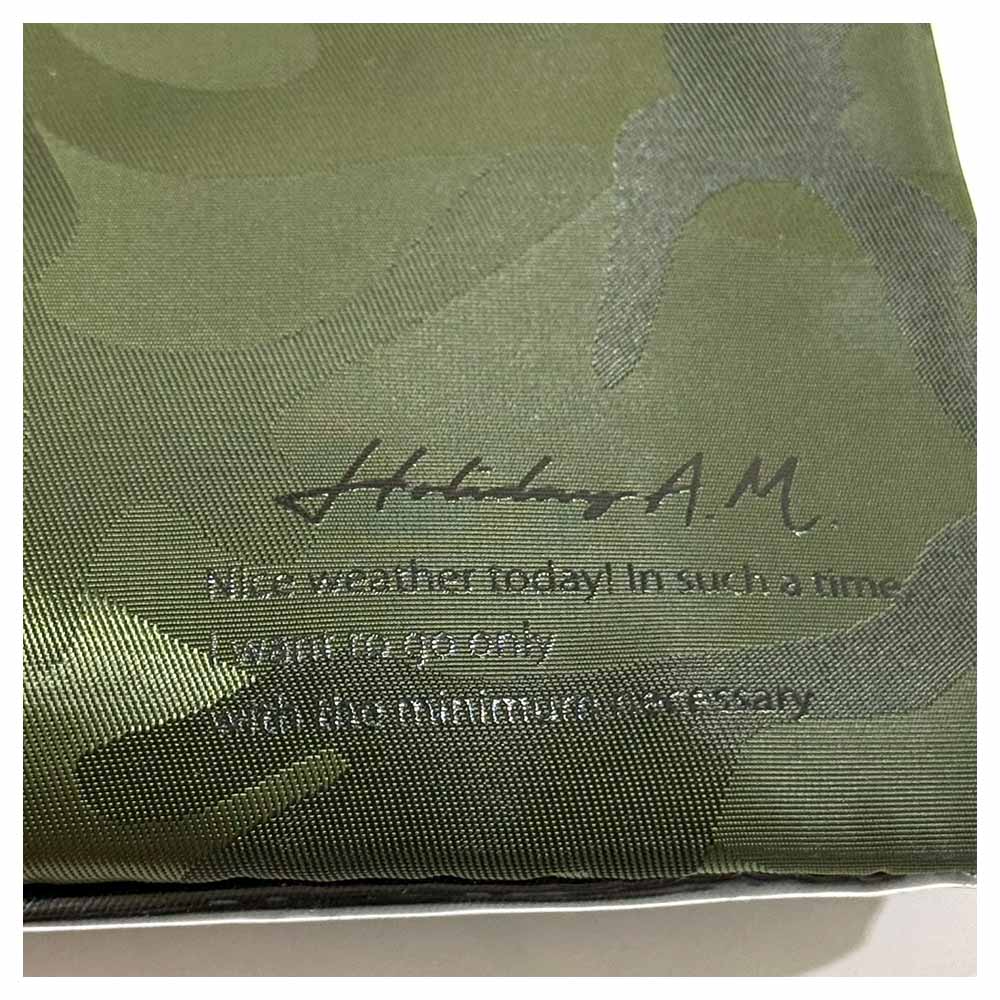 Holiday A.M.
Nice weather today! In such a time,
I want to go only
with the minimum necessary